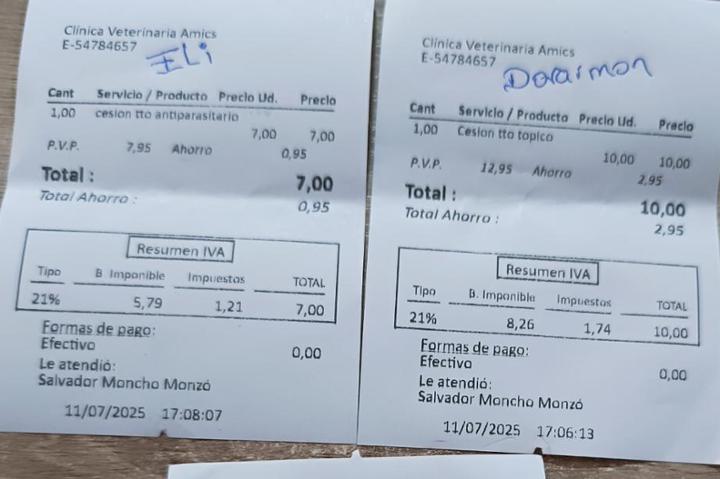 Clínica Veterinaria Amics
E-54784657
ILi
Cant Servicio / Producto Precio Ud. Precio
1,00 cesion tto antiparasitario
7,00 7,00
P.V.P. 7,95 Ahorro 0,95
Total : 7,00
Total Ahorro : 0,95
Resumen IVA
Tipo B Imponible Impuestos TOTAL
21% 5,79 1,21 7,00
Formas de pago:
Efectivo 0,00
Le atendió:
Salvador Moncho Monzó
11/07/2025 17:08:07
Clínica Veterinaria Amics
E-54784657
Doraimon
Cant Servicio / Producto Precio Ud. Precio
1,00 Cesion tto topico
10,00 10,00
P.V.P. 12,95 Ahorro 2,95
Total : 10,00
Total Ahorro : 2,95
Resumen IVA
Tipo B. Imponible Impuestos TOTAL
21% 8,26 1,74 10,00
Formas de pago:
Efectivo 0,00
Le atendió:
Salvador Moncho Monzó
11/07/2025 17:06:13